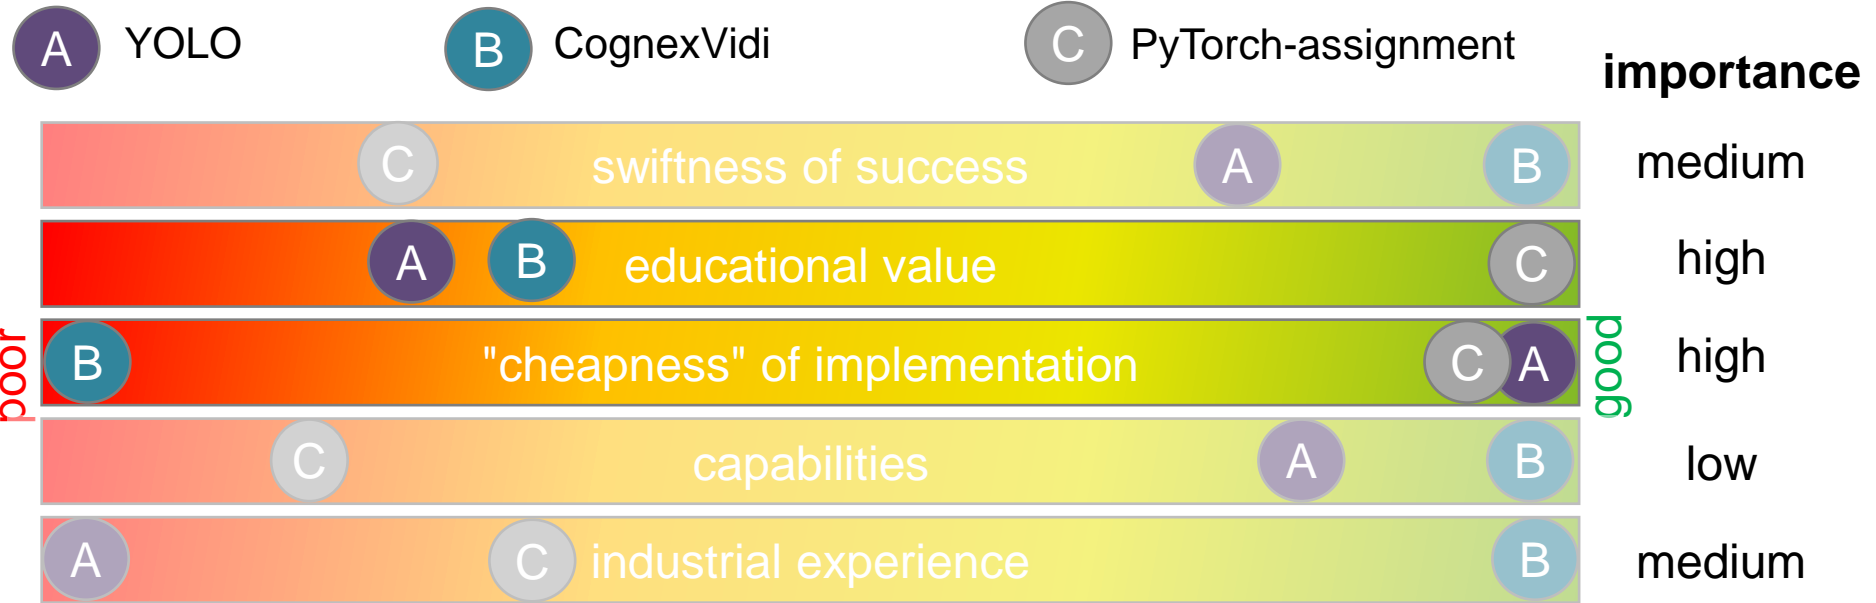 A YOLO B CognexVidi C PyTorch-assignment
importance
C swiftness of success A B medium
A B educational value C high
poor
good
B "cheapness" of implementation C A high
C capabilities A B low
A C industrial experience B medium